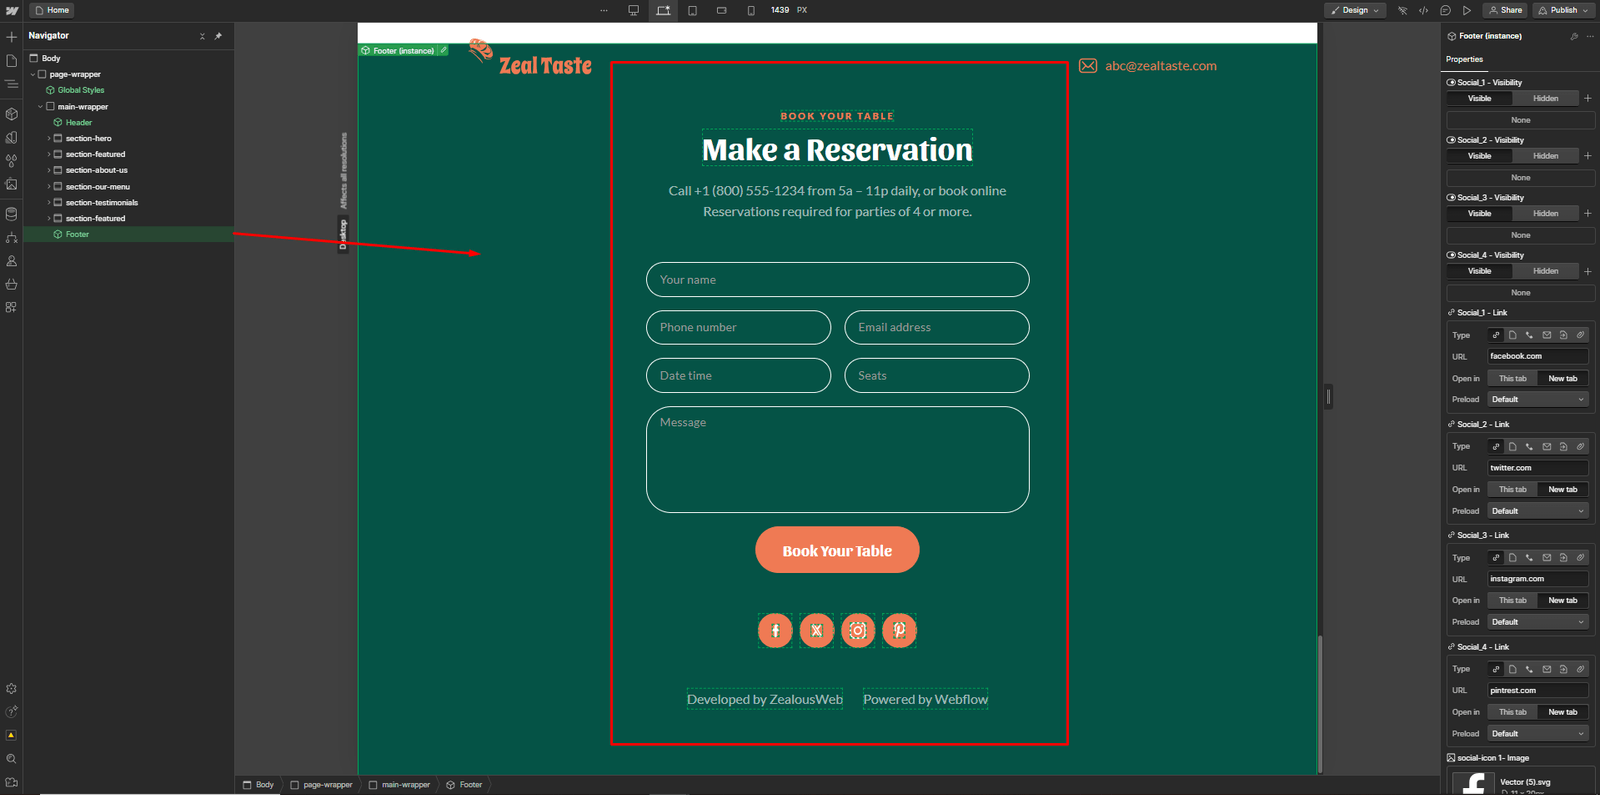 Home
1439 PX
Design
Share
Publish
Navigator
Body
page-wrapper
Global Styles
main-wrapper
Header
section-hero
section-featured
section-about-us
section-our-menu
section-testimonials
section-featured
Footer
Affects all resolutions
Desktop
Footer (instance)
Zeal Taste
abc@zealtaste.com
BOOK YOUR TABLE
Make a Reservation
Call +1 (800) 555-1234 from 5a – 11p daily, or book online
Reservations required for parties of 4 or more.
Your name
Phone number
Email address
Date time
Seats
Message
Book Your Table
Developed by ZealousWeb
Powered by Webflow
Body
page-wrapper
main-wrapper
Footer
Footer (instance)
Properties
Social_1 - Visibility
Visible
Hidden
None
Social_2 - Visibility
Visible
Hidden
None
Social_3 - Visibility
Visible
Hidden
None
Social_4 - Visibility
Visible
Hidden
None
Social_1 - Link
Type
URL facebook.com
Open in This tab New tab
Preload Default
Social_2 - Link
Type
URL twitter.com
Open in This tab New tab
Preload Default
Social_3 - Link
Type
URL instagram.com
Open in This tab New tab
Preload Default
Social_4 - Link
Type
URL pintrest.com
Open in This tab New tab
Preload Default
social-icon 1- Image
Vector (5).svg